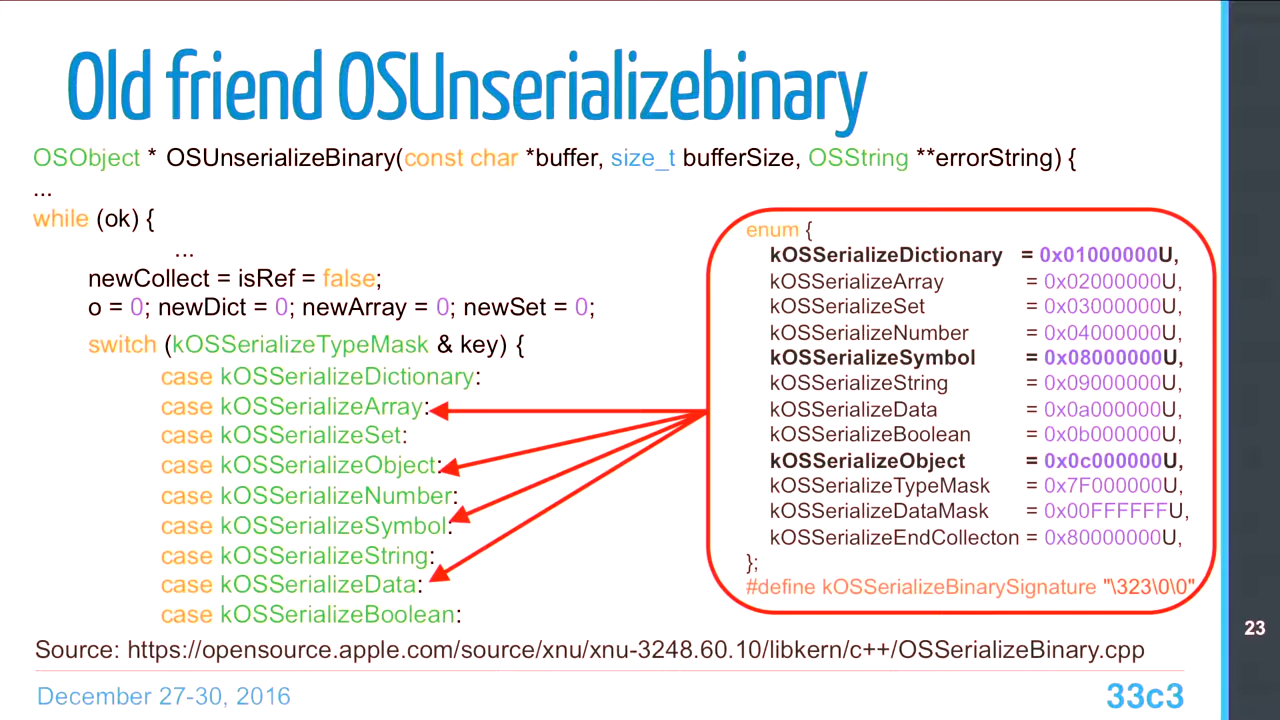 Old friend OSUnserializebinary
OSObject * OSUnserializeBinary(const char *buffer, size_t bufferSize, OSString **errorString) {
...
while (ok) {
...
newCollect = isRef = false;
o = 0; newDict = 0; newArray = 0; newSet = 0;
switch (kOSSerializeTypeMask & key) {
case kOSSerializeDictionary:
case kOSSerializeArray:
case kOSSerializeSet:
case kOSSerializeObject:
case kOSSerializeNumber:
case kOSSerializeSymbol:
case kOSSerializeString:
case kOSSerializeData:
case kOSSerializeBoolean:
enum {
kOSSerializeDictionary = 0x01000000U,
kOSSerializeArray = 0x02000000U,
kOSSerializeSet = 0x03000000U,
kOSSerializeNumber = 0x04000000U,
kOSSerializeSymbol = 0x08000000U,
kOSSerializeString = 0x09000000U,
kOSSerializeData = 0x0a000000U,
kOSSerializeBoolean = 0x0b000000U,
kOSSerializeObject = 0x0c000000U,
kOSSerializeTypeMask = 0x7F000000U,
kOSSerializeDataMask = 0x00FFFFFFU,
kOSSerializeEndCollecton = 0x80000000U,
};
#define kOSSerializeBinarySignature "\323\0\0"
Source: https://opensource.apple.com/source/xnu/xnu-3248.60.10/libkern/c++/OSSerializeBinary.cpp
December 27-30, 2016
33c3
23